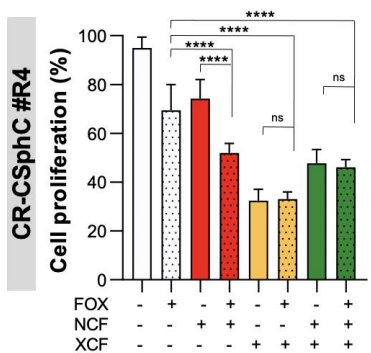 CR-CSphC #R4
Cell proliferation (%)
100
80
60
40
20
0
****
****
****
****
ns
ns
FOX - + - + - + - +
NCF - - + + - - + +
XCF - - - - + + + +